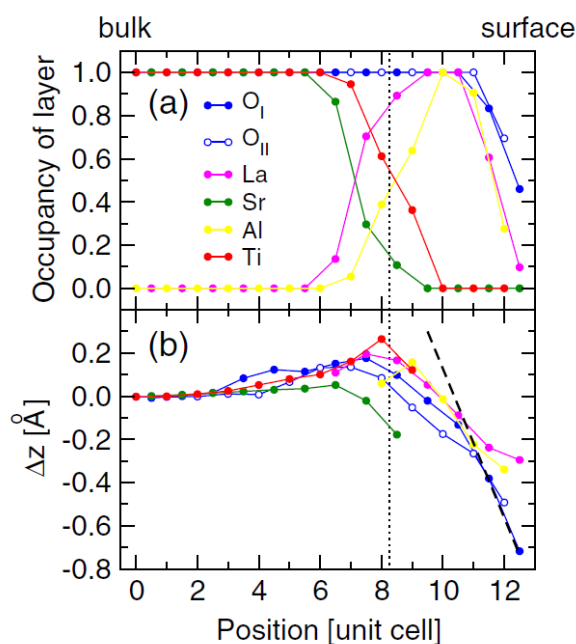 bulk surface
1.0
0.8
0.6
0.4
0.2
0.0
Occupancy of layer
(a)
O_I
O_II
La
Sr
Al
Ti
(b)
0.2
0.0
-0.2
-0.4
-0.6
-0.8
Δz [Å]
0 2 4 6 8 10 12
Position [unit cell]